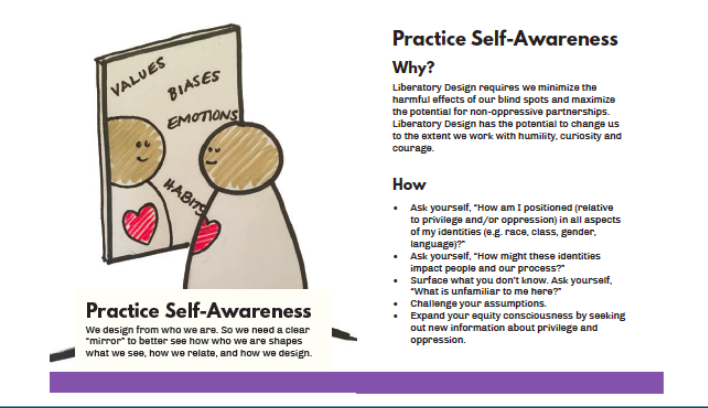 VALUES
BIASES
EMOTIONS
HABITS
Practice Self-Awareness
We design from who we are. So we need a clear
"mirror" to better see how who we are shapes
what we see, how we relate, and how we design.
Practice Self-Awareness
Why?
Liberatory Design requires we minimize the
harmful effects of our blind spots and maximize
the potential for non-oppressive partnerships.
Liberatory Design has the potential to change us
to the extent we work with humility, curiosity and
courage.
How
• Ask yourself, "How am I positioned (relative
to privilege and/or oppression) in all aspects
of my identities (e.g. race, class, gender,
language)?"
• Ask yourself, "How might these identities
impact people and our process?"
• Surface what you don't know. Ask yourself,
"What is unfamiliar to me here?"
• Challenge your assumptions.
• Expand your equity consciousness by seeking
out new information about privilege and
oppression.